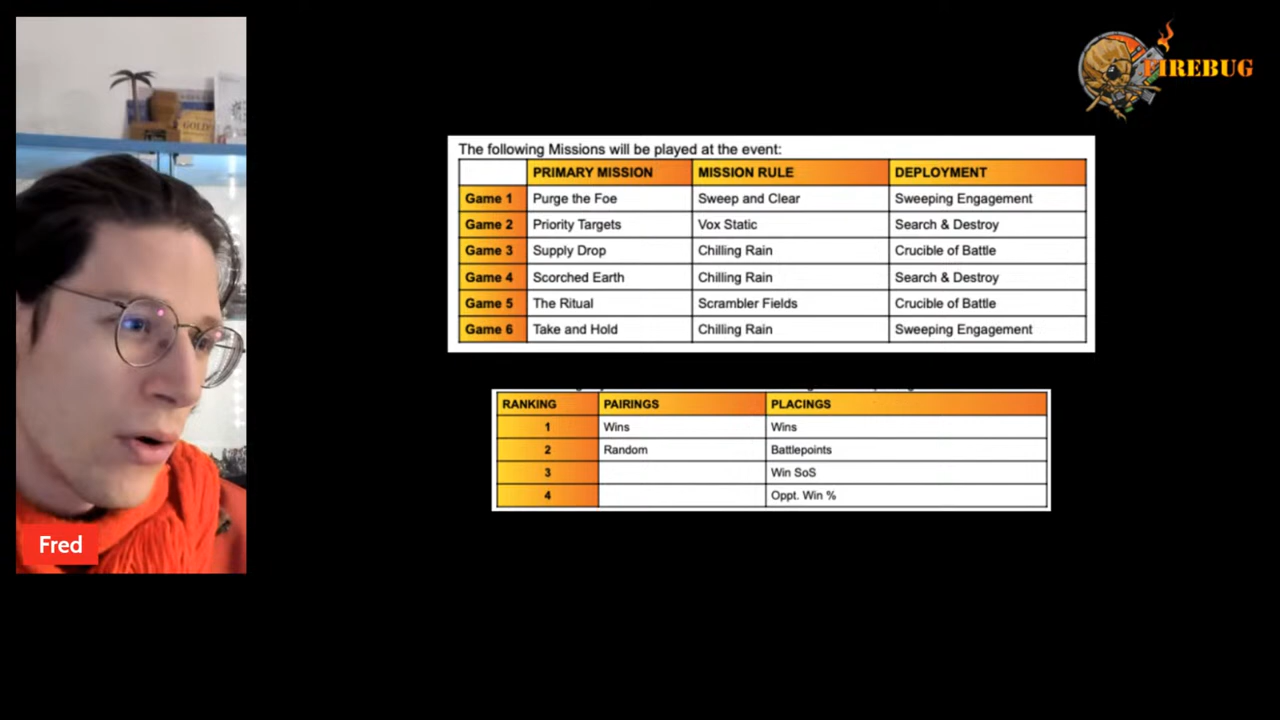 FIREBUG
The following Missions will be played at the event:
PRIMARY MISSION MISSION RULE DEPLOYMENT
Game 1 Purge the Foe Sweep and Clear Sweeping Engagement
Game 2 Priority Targets Vox Static Search & Destroy
Game 3 Supply Drop Chilling Rain Crucible of Battle
Game 4 Scorched Earth Chilling Rain Search & Destroy
Game 5 The Ritual Scrambler Fields Crucible of Battle
Game 6 Take and Hold Chilling Rain Sweeping Engagement
RANKING PAIRINGS PLACINGS
1 Wins Wins
2 Random Battlepoints
3 Win SoS
4 Oppt. Win %
GOLD
Fred